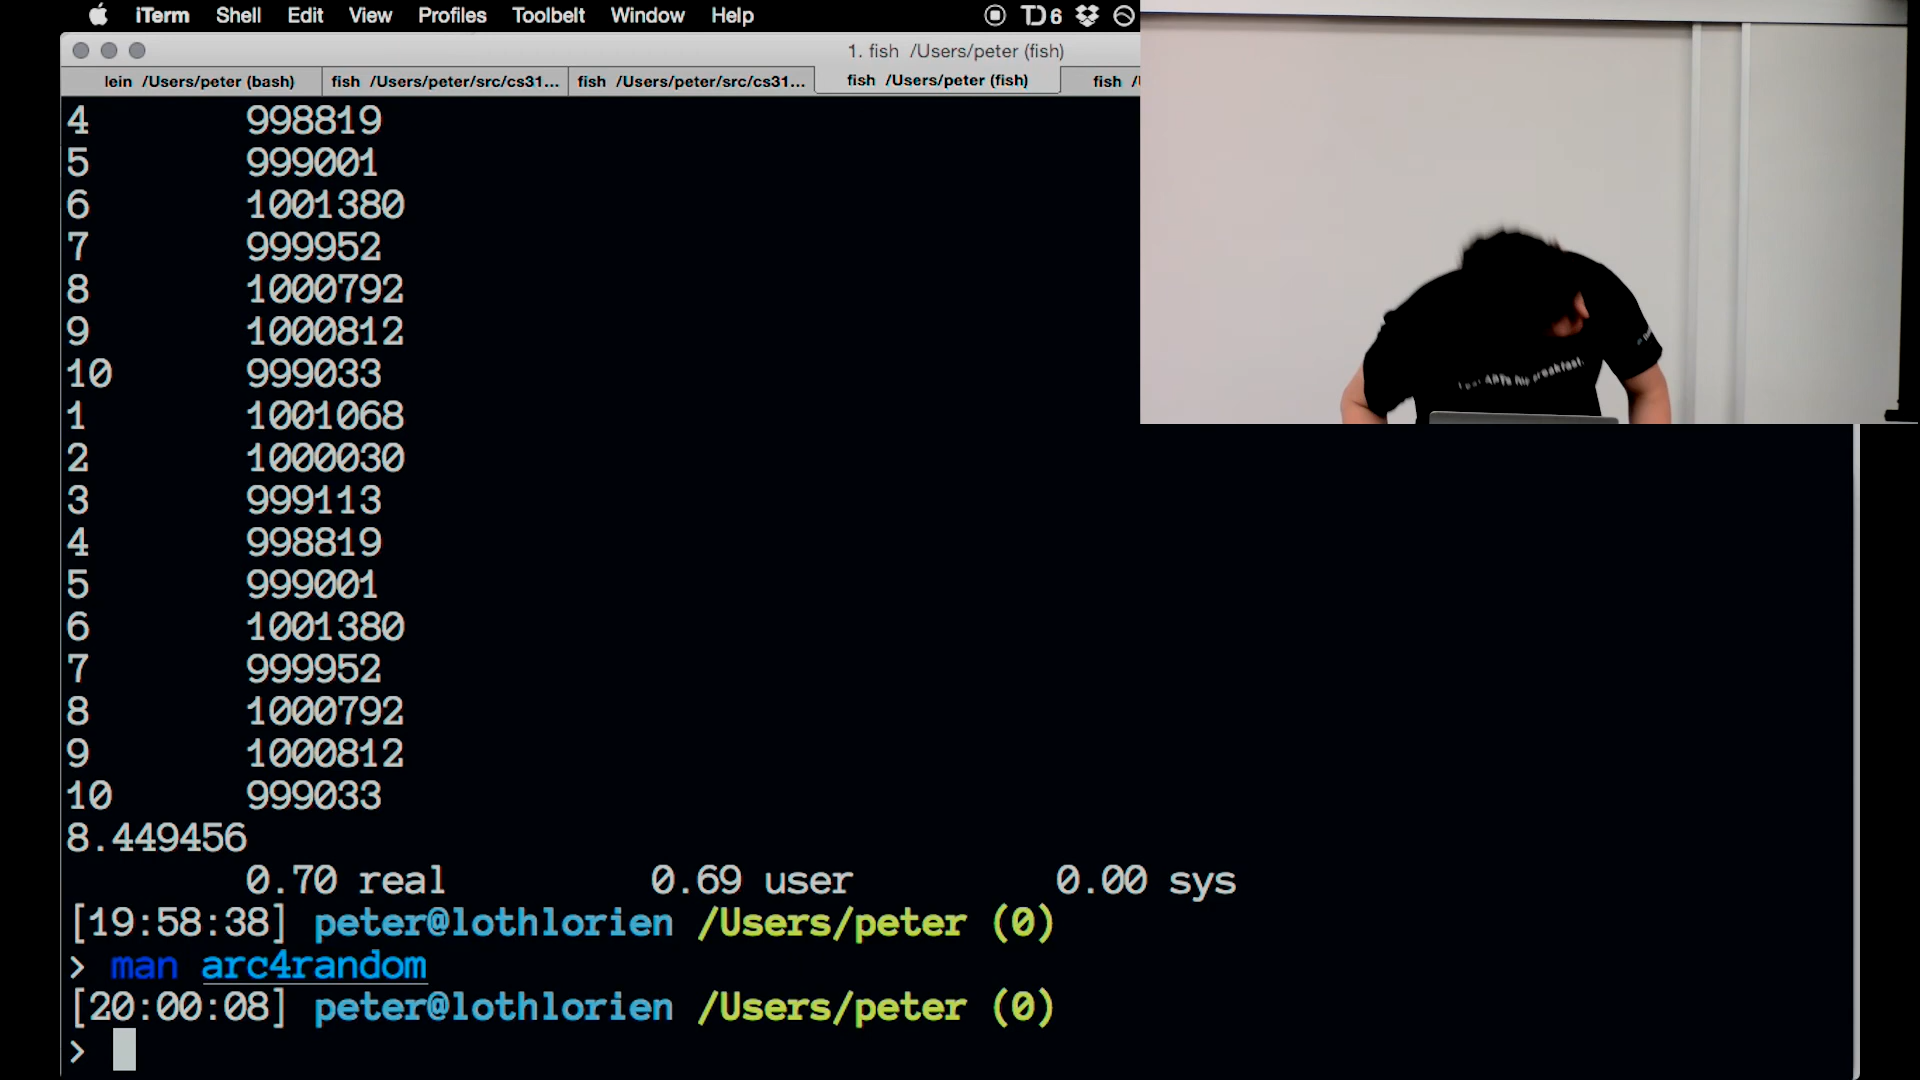 iTerm Shell Edit View Profiles Toolbelt Window Help 6
1. fish /Users/peter (fish)
lein /Users/peter (bash) fish /Users/peter/src/cs31... fish /Users/peter/src/cs31... fish /Users/peter (fish) fish
4 998819
5 999001
6 1001380
7 999952
8 1000792
9 1000812
10 999033
1 1001068
2 1000030
3 999113
4 998819
5 999001
6 1001380
7 999952
8 1000792
9 1000812
10 999033
8.449456
0.70 real 0.69 user 0.00 sys
[19:58:38] peter@lothlorien /Users/peter (0)
> man arc4random
[20:00:08] peter@lothlorien /Users/peter (0)
>
breakfast.